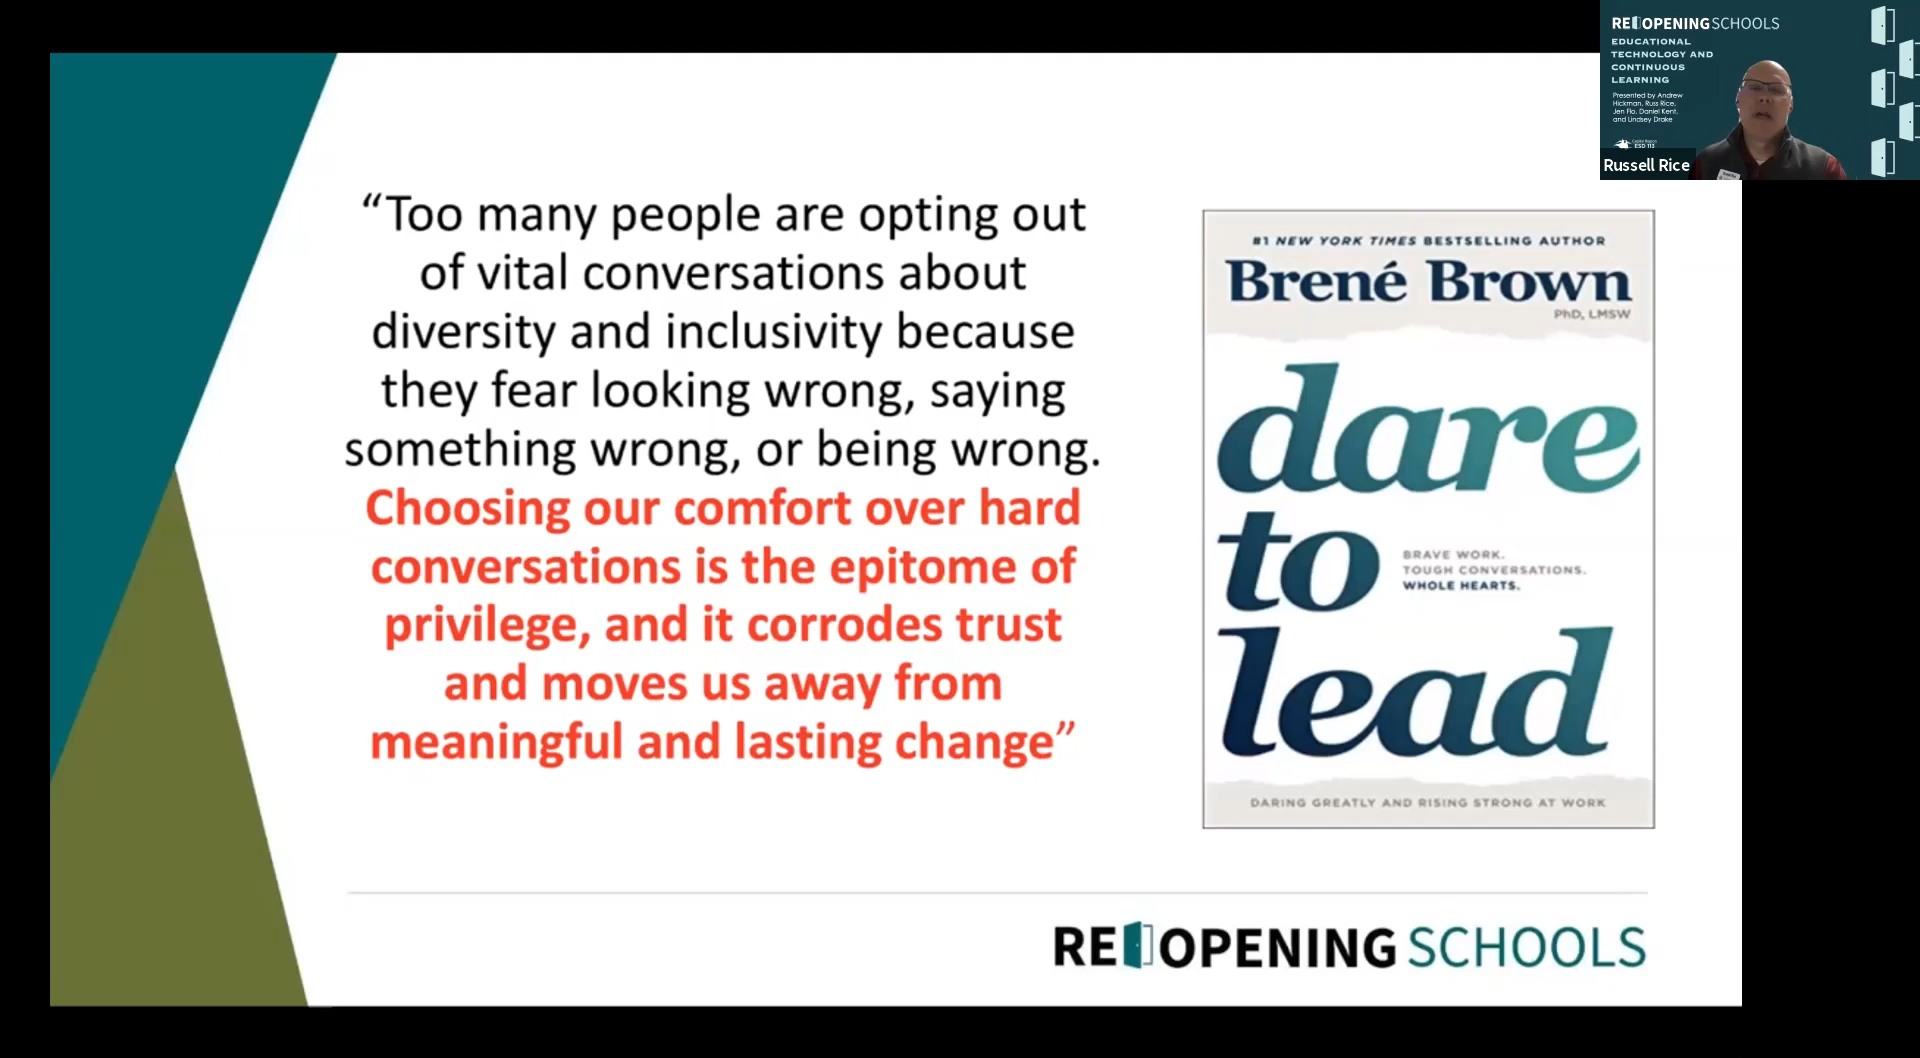 “Too many people are opting out
of vital conversations about
diversity and inclusivity because
they fear looking wrong, saying
something wrong, or being wrong.
Choosing our comfort over hard
conversations is the epitome of
privilege, and it corrodes trust
and moves us away from
meaningful and lasting change”
#1 NEW YORK TIMES BESTSELLING AUTHOR
Brené Brown
PhD, LMSW
dare
to
BRAVE WORK.
TOUGH CONVERSATIONS.
WHOLE HEARTS.
lead
DARING GREATLY AND RISING STRONG AT WORK
REOPENING SCHOOLS
REOPENING SCHOOLS
EDUCATIONAL
TECHNOLOGY AND
CONTINUOUS
LEARNING
Presented by Andrew
Hickman, Russ Rice,
Jen Flo, Daniel Kent,
and Lindsey Drake
ESD 113
Russell Rice